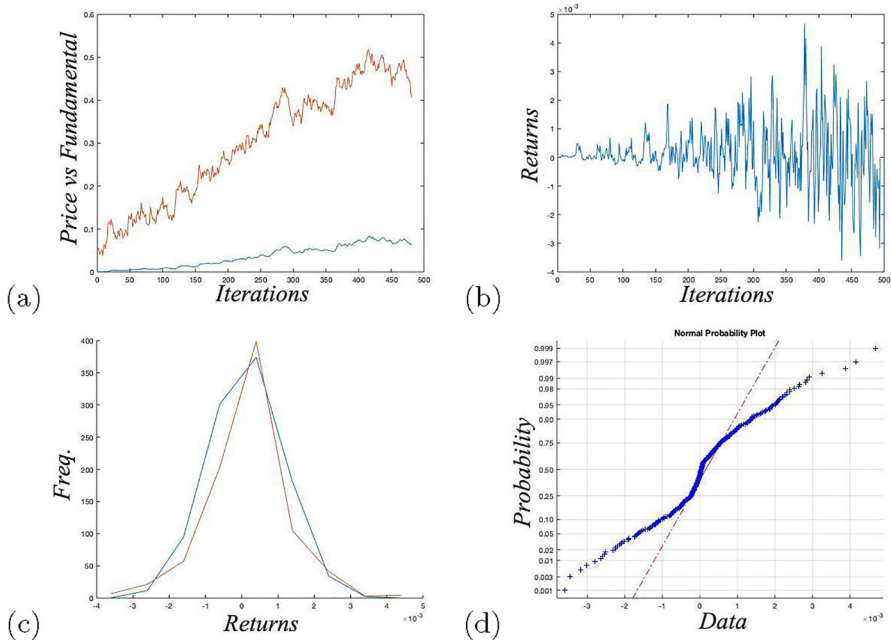 0.6
0.5
0.4
0.3
0.2
0.1
0
Price vs Fundamental
0 50 100 150 200 250 300 350 400 450 500
Iterations
(a)
×10⁻³
5
4
3
2
1
0
-1
-2
-3
-4
Returns
0 50 100 150 200 250 300 350 400 450 500
Iterations
(b)
400
350
300
250
200
150
100
50
0
Freq.
-4 -3 -2 -1 0 1 2 3 4 5
×10⁻³
Returns
(c)
Normal Probability Plot
0.999
0.997
0.99
0.98
0.95
0.90
0.75
0.50
0.25
0.10
0.05
0.02
0.01
0.003
0.001
Probability
-3 -2 -1 0 1 2 3 4
×10⁻³
Data
(d)